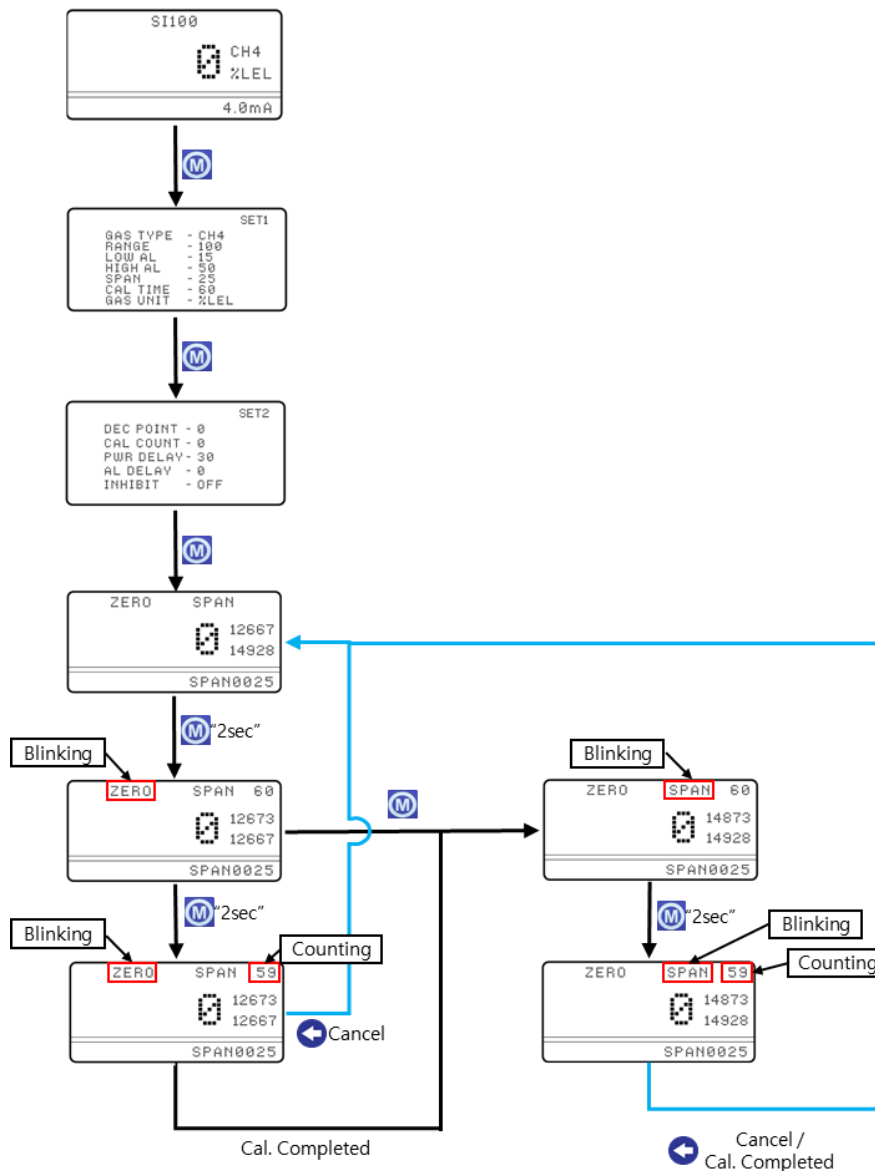 SI100
0 CH4
%LEL
4.0mA
M
SET1
GAS TYPE - CH4
RANGE - 100
LOW AL - 15
HIGH AL - 50
SPAN - 25
CAL TIME - 60
GAS UNIT - %LEL
M
SET2
DEC POINT - 0
CAL COUNT - 0
PWR DELAY - 30
AL DELAY - 0
INHIBIT - OFF
M
ZERO SPAN
0 12667
14928
SPAN0025
M "2sec"
Blinking
ZERO SPAN 60
0 12673
12667
SPAN0025
M
Blinking
ZERO SPAN 60
0 14873
14928
SPAN0025
M "2sec"
Blinking
Counting
ZERO SPAN 59
0 12673
12667
SPAN0025
Cancel
Cal. Completed
M "2sec"
Blinking
Counting
ZERO SPAN 59
0 14873
14928
SPAN0025
Cancel /
Cal. Completed